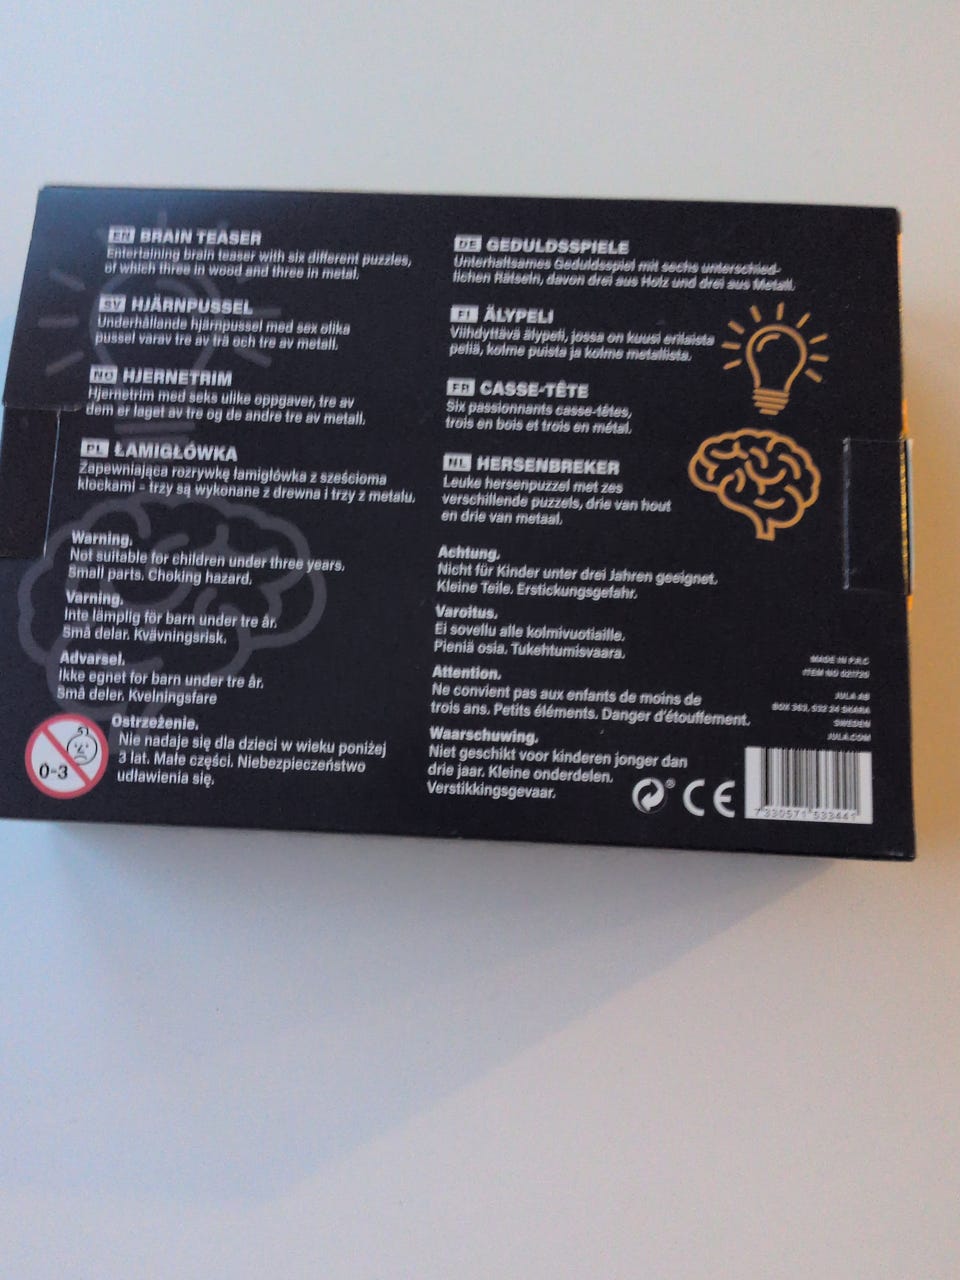 EN BRAIN TEASER
Entertaining brain teaser with six different puzzles,
of which three in wood and three in metal.
SV HJÄRNPUSSEL
Underhållande hjärnpussel med sex olika
pussel varav tre av trä och tre av metall.
NO HJERNETRIM
Hjernetrim med seks ulike oppgaver, tre av
dem er laget av tre og de andre tre av metall.
PL ŁAMIGŁÓWKA
Zapewniająca rozrywkę łamigłówka z sześcioma
klockami – trzy są wykonane z drewna i trzy z metalu.
Warning.
Not suitable for children under three years.
Small parts. Choking hazard.
Varning.
Inte lämplig för barn under tre år.
Små delar. Kvävningsrisk.
Advarsel.
Ikke egnet for barn under tre år.
Små deler. Kvelningsfare
0-3
Ostrzeżenie.
Nie nadaje się dla dzieci w wieku poniżej
3 lat. Małe części. Niebezpieczeństwo
udławienia się.
DE GEDULDSSPIELE
Unterhaltsames Geduldsspiel mit sechs unterschied-
lichen Rätseln, davon drei aus Holz und drei aus Metall.
FI ÄLYPELI
Viihdyttävä älypeli, jossa on kuusi erilaista
peliä, kolme puista ja kolme metallista.
FR CASSE-TÊTE
Six passionnants casse-têtes,
trois en bois et trois en métal.
NL HERSENBREKER
Leuke hersenpuzzel met zes
verschillende puzzels, drie van hout
en drie van metaal.
Achtung.
Nicht für Kinder unter drei Jahren geeignet.
Kleine Teile. Erstickungsgefahr.
Varoitus.
Ei sovellu alle kolmivuotiaille.
Pieniä osia. Tukehtumisvaara.
Attention.
Ne convient pas aux enfants de moins de
trois ans. Petits éléments. Danger d'étouffement.
Waarschuwing.
Niet geschikt voor kinderen jonger dan
drie jaar. Kleine onderdelen.
Verstikkingsgevaar.
CE
MADE IN P.R.C
ITEM NO 021725
JULA AB
BOX 363, 532 24 SKARA
SWEDEN
JULA.COM
7 330571 533441